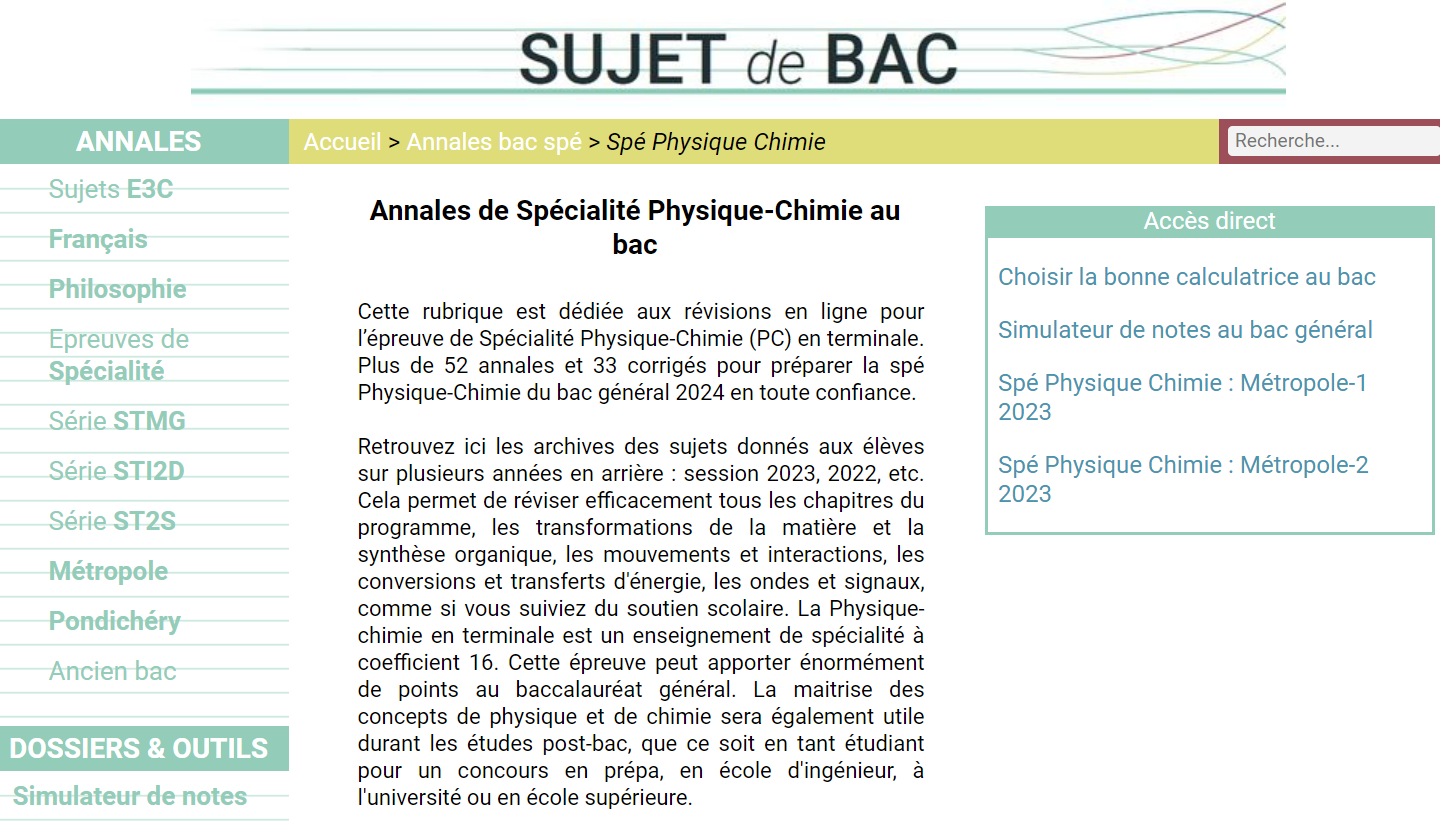 SUJET de BAC
ANNALES
Accueil > Annales bac spé > Spé Physique Chimie
Recherche...
Sujets E3C
Français
Philosophie
Epreuves de
Spécialité
Série STMG
Série STI2D
Série ST2S
Métropole
Pondichéry
Ancien bac
DOSSIERS & OUTILS
Simulateur de notes
Annales de Spécialité Physique-Chimie au
bac
Cette rubrique est dédiée aux révisions en ligne pour
l’épreuve de Spécialité Physique-Chimie (PC) en terminale.
Plus de 52 annales et 33 corrigés pour préparer la spé
Physique-Chimie du bac général 2024 en toute confiance.
Retrouvez ici les archives des sujets donnés aux élèves
sur plusieurs années en arrière : session 2023, 2022, etc.
Cela permet de réviser efficacement tous les chapitres du
programme, les transformations de la matière et la
synthèse organique, les mouvements et interactions, les
conversions et transferts d'énergie, les ondes et signaux,
comme si vous suiviez du soutien scolaire. La Physique-
chimie en terminale est un enseignement de spécialité à
coefficient 16. Cette épreuve peut apporter énormément
de points au baccalauréat général. La maitrise des
concepts de physique et de chimie sera également utile
durant les études post-bac, que ce soit en tant étudiant
pour un concours en prépa, en école d'ingénieur, à
l'université ou en école supérieure.
Accès direct
Choisir la bonne calculatrice au bac
Simulateur de notes au bac général
Spé Physique Chimie : Métropole-1
2023
Spé Physique Chimie : Métropole-2
2023